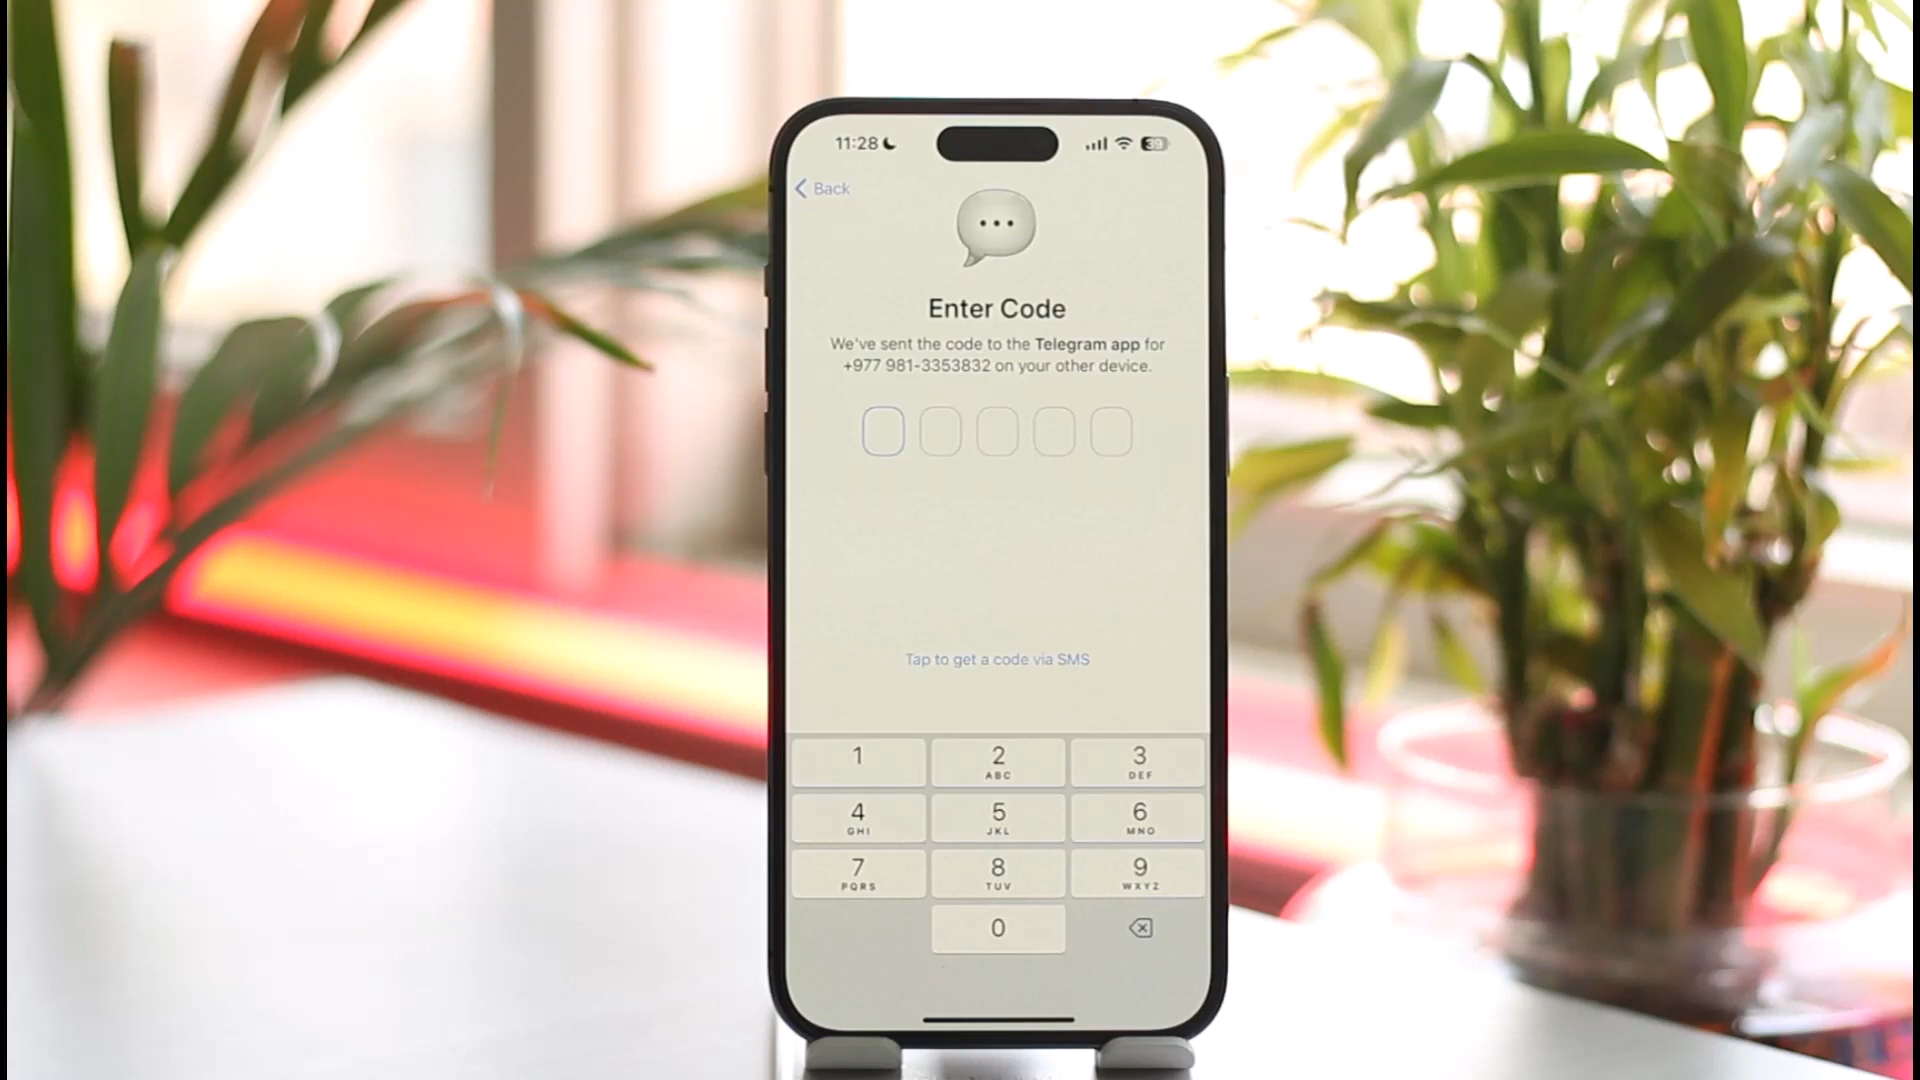 11:28
39
Back
Enter Code
We've sent the code to the Telegram app for
+977 981-3353832 on your other device.
Tap to get a code via SMS
1
2
ABC
3
DEF
4
GHI
5
JKL
6
MNO
7
PQRS
8
TUV
9
WXYZ
0